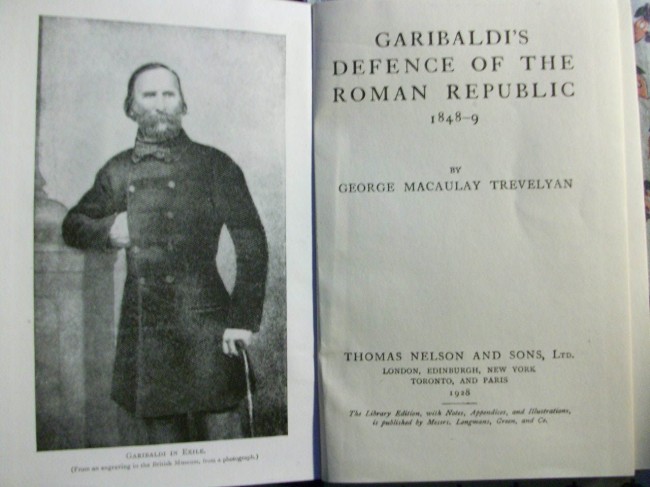 GARIBALDI IN EXILE.
(From an engraving in the British Museum, from a photograph.)
GARIBALDI'S
DEFENCE OF THE
ROMAN REPUBLIC
1848-9
BY
GEORGE MACAULAY TREVELYAN
THOMAS NELSON AND SONS, LTD.
LONDON, EDINBURGH, NEW YORK
TORONTO, AND PARIS
1928
The Library Edition, with Notes, Appendices, and Illustrations,
is published by Messrs. Longmans, Green, and Co.